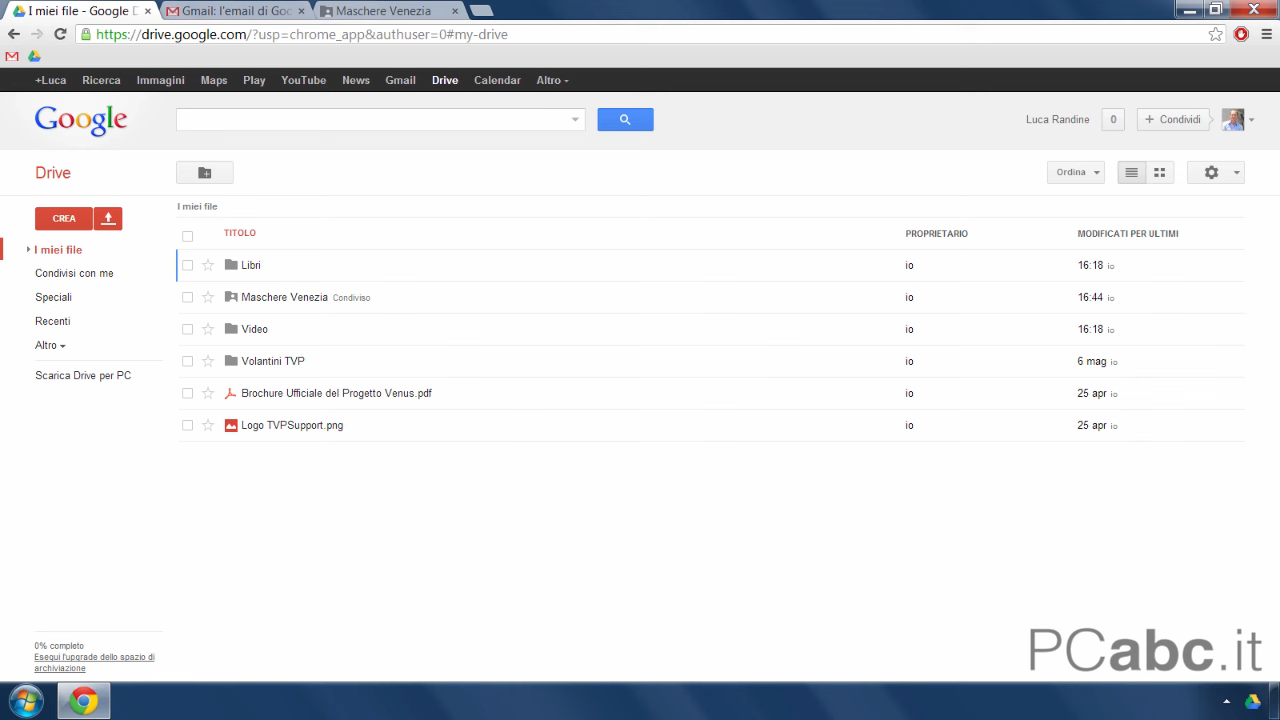 I miei file - Google D
Gmail: l'email di Goo
Maschere Venezia
https://drive.google.com/?usp=chrome_app&authuser=0#my-drive
+Luca Ricerca Immagini Maps Play YouTube News Gmail Drive Calendar Altro
Google
Luca Randine 0 + Condividi
Drive
Ordina
CREA
I miei file
Condivisi con me
Speciali
Recenti
Altro
Scarica Drive per PC
I miei file
TITOLO PROPRIETARIO MODIFICATI PER ULTIMI
Libri io 16:18 io
Maschere Venezia Condiviso io 16:44 io
Video io 16:18 io
Volantini TVP io 6 mag io
Brochure Ufficiale del Progetto Venus.pdf io 25 apr io
Logo TVPSupport.png io 25 apr io
0% completo
Esegui l'upgrade dello spazio di
archiviazione
PCabc.it